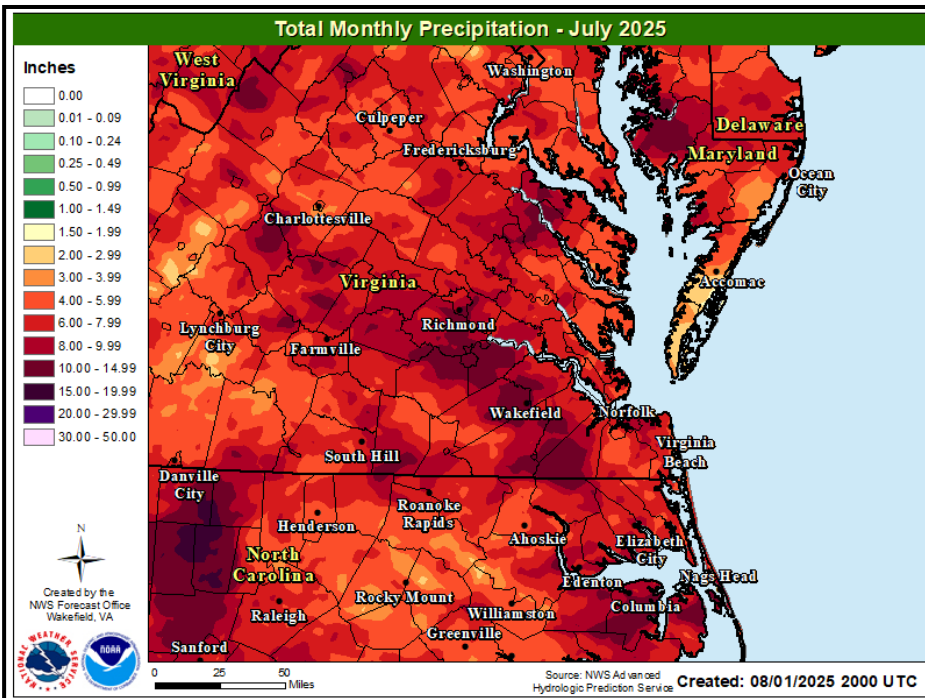 Total Monthly Precipitation - July 2025
Inches
0.00
0.01 - 0.09
0.10 - 0.24
0.25 - 0.49
0.50 - 0.99
1.00 - 1.49
1.50 - 1.99
2.00 - 2.99
3.00 - 3.99
4.00 - 5.99
6.00 - 7.99
8.00 - 9.99
10.00 - 14.99
15.00 - 19.99
20.00 - 29.99
30.00 - 50.00
West
Virginia
Washington
Culpeper
Fredericksburg
Delaware
Maryland
Ocean
City
Charlottesville
Virginia
Accomac
Lynchburg
City
Richmond
Farmville
Wakefield
Norfolk
Virginia
Beach
South Hill
Danville
City
Henderson
Roanoke
Rapids
Ahoskie
Elizabeth
City
North
Carolina
Edenton
Nags Head
Rocky Mount
Columbia
Raleigh
Williamston
Greenville
Sanford
N
Created by the
NWS Forecast Office
Wakefield, VA
NATIONAL WEATHER SERVICE
NOAA
0 25 50
Miles
Source: NWS Advanced
Hydrologic Prediction Service
Created: 08/01/2025 2000 UTC